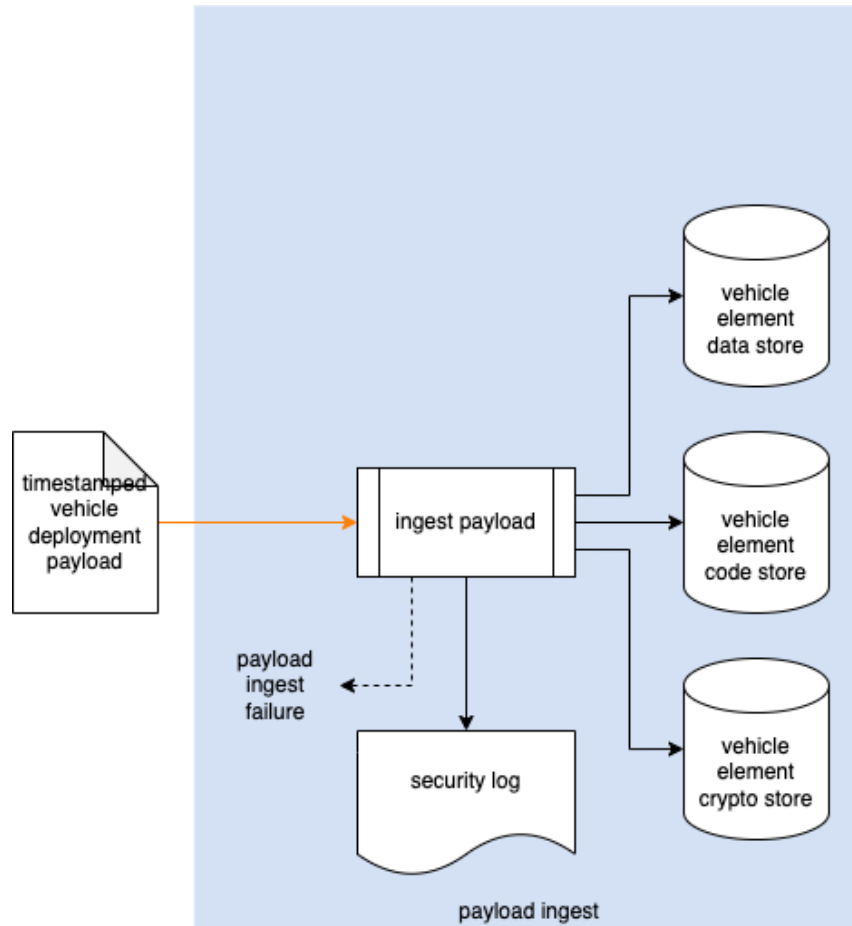 vehicle
element
data store
timestamped
vehicle
deployment
payload
ingest payload
vehicle
element
code store
payload
ingest
failure
security log
vehicle
element
crypto store
payload ingest